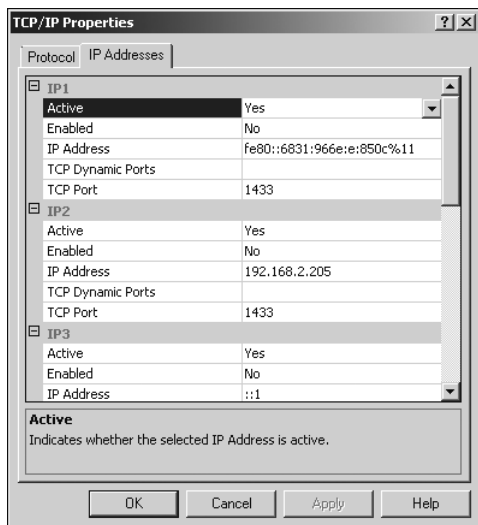 TCP/IP Properties
Protocol IP Addresses
IP1
Active Yes
Enabled No
IP Address fe80::6831:966e:e:850c%11
TCP Dynamic Ports
TCP Port 1433
IP2
Active Yes
Enabled No
IP Address 192.168.2.205
TCP Dynamic Ports
TCP Port 1433
IP3
Active Yes
Enabled No
IP Address ::1
Active
Indicates whether the selected IP Address is active.
OK Cancel Apply Help